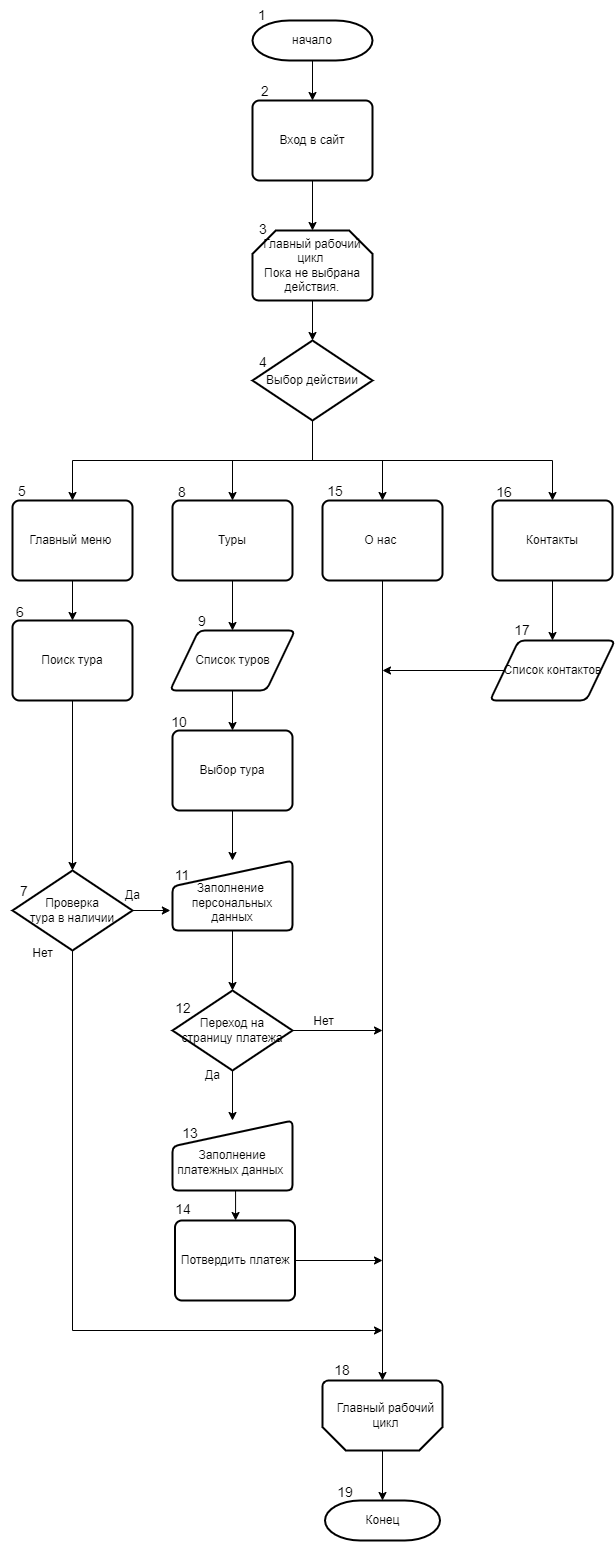 1
начало
2
Вход в сайт
3
Главный рабочий
цикл
Пока не выбрана
действия.
4
Выбор действии
5
Главный меню
8
Туры
15
О нас
16
Контакты
6
Поиск тура
9
Список туров
17
Список контактов
10
Выбор тура
7
Проверка
тура в наличии
Да
Нет
11
Заполнение
персональных
данных
12
Переход на
страницу платежа
Нет
Да
13
Заполнение
платежных данных
14
Потвердить платеж
18
Главный рабочий
цикл
19
Конец